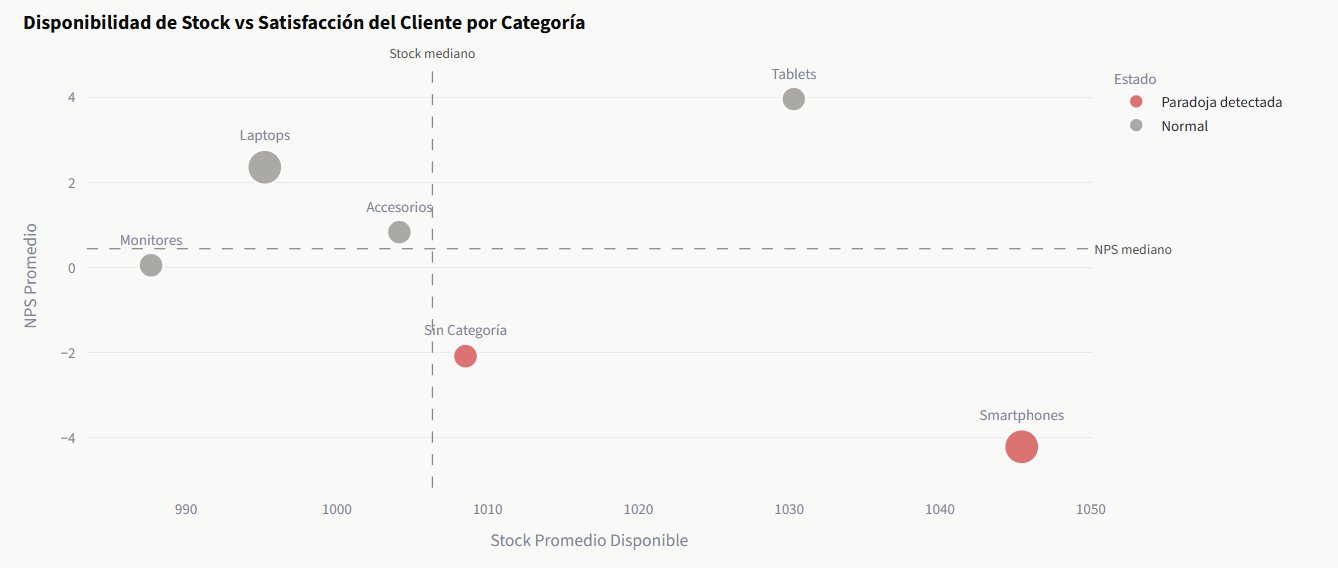 Disponibilidad de Stock vs Satisfacción del Cliente por Categoría
Stock mediano
Tablets
Estado
Paradoja detectada
Normal
4
Laptops
2
Accesorios
Monitores
NPS mediano
0
NPS Promedio
Sin Categoría
−2
Smartphones
−4
990
1000
1010
1020
1030
1040
1050
Stock Promedio Disponible